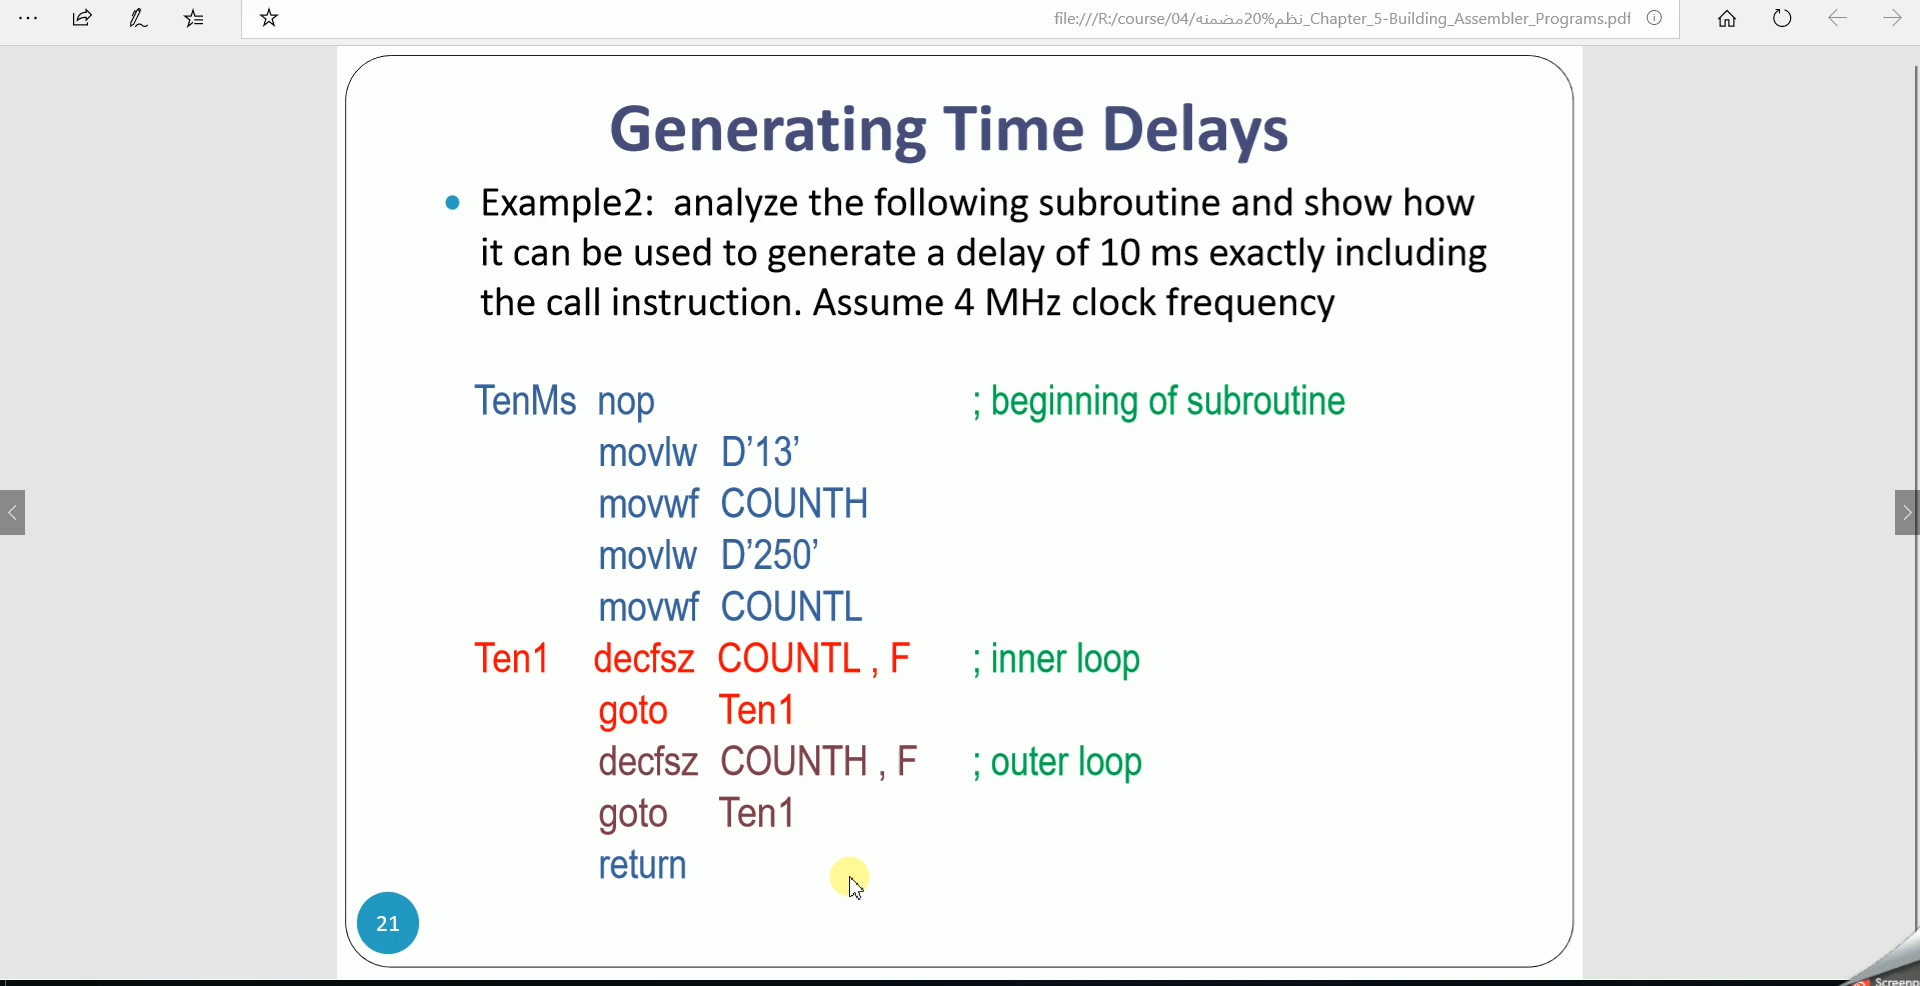 file:///R:/course/04/نظم%20مضمنه_Chapter_5-Building_Assembler_Programs.pdf
Generating Time Delays
• Example2: analyze the following subroutine and show how
it can be used to generate a delay of 10 ms exactly including
the call instruction. Assume 4 MHz clock frequency
TenMs nop ; beginning of subroutine
movlw D’13’
movwf COUNTH
movlw D’250’
movwf COUNTL
Ten1 decfsz COUNTL , F ; inner loop
goto Ten1
decfsz COUNTH , F ; outer loop
goto Ten1
return
21